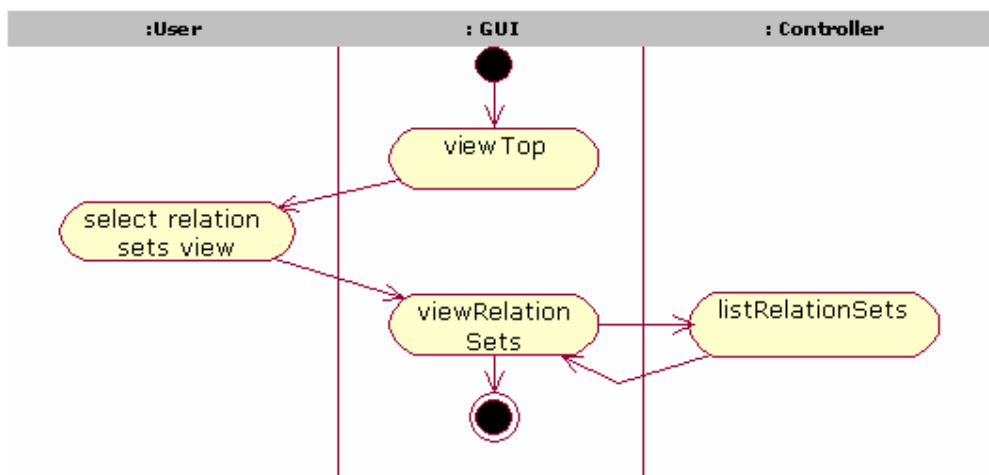 :User
: GUI
: Controller
viewTop
select relation
sets view
viewRelation
Sets
listRelationSets